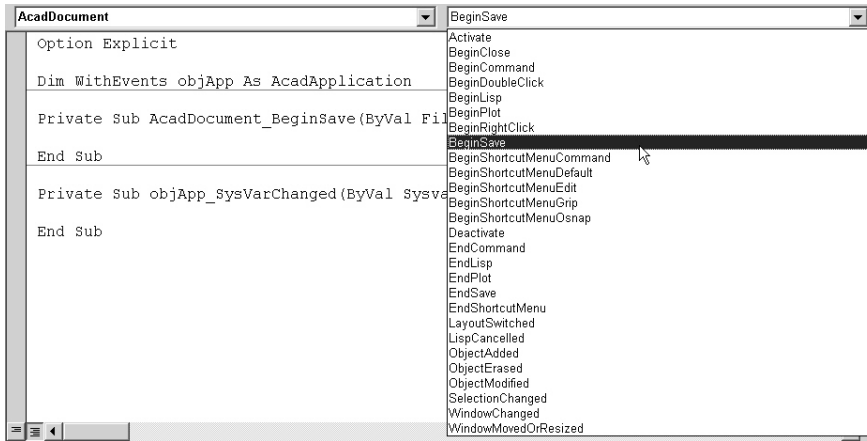 AcadDocument
BeginSave
Option Explicit
Dim WithEvents objApp As AcadApplication
Private Sub AcadDocument_BeginSave(ByVal Fil
End Sub
Private Sub objApp_SysVarChanged(ByVal Sysva
End Sub
Activate
BeginClose
BeginCommand
BeginDoubleClick
BeginLisp
BeginPlot
BeginRightClick
BeginSave
BeginShortcutMenuCommand
BeginShortcutMenuDefault
BeginShortcutMenuEdit
BeginShortcutMenuGrip
BeginShortcutMenuOsnap
Deactivate
EndCommand
EndLisp
EndPlot
EndSave
EndShortcutMenu
LayoutSwitched
LispCancelled
ObjectAdded
ObjectErased
ObjectModified
SelectionChanged
WindowChanged
WindowMovedOrResized